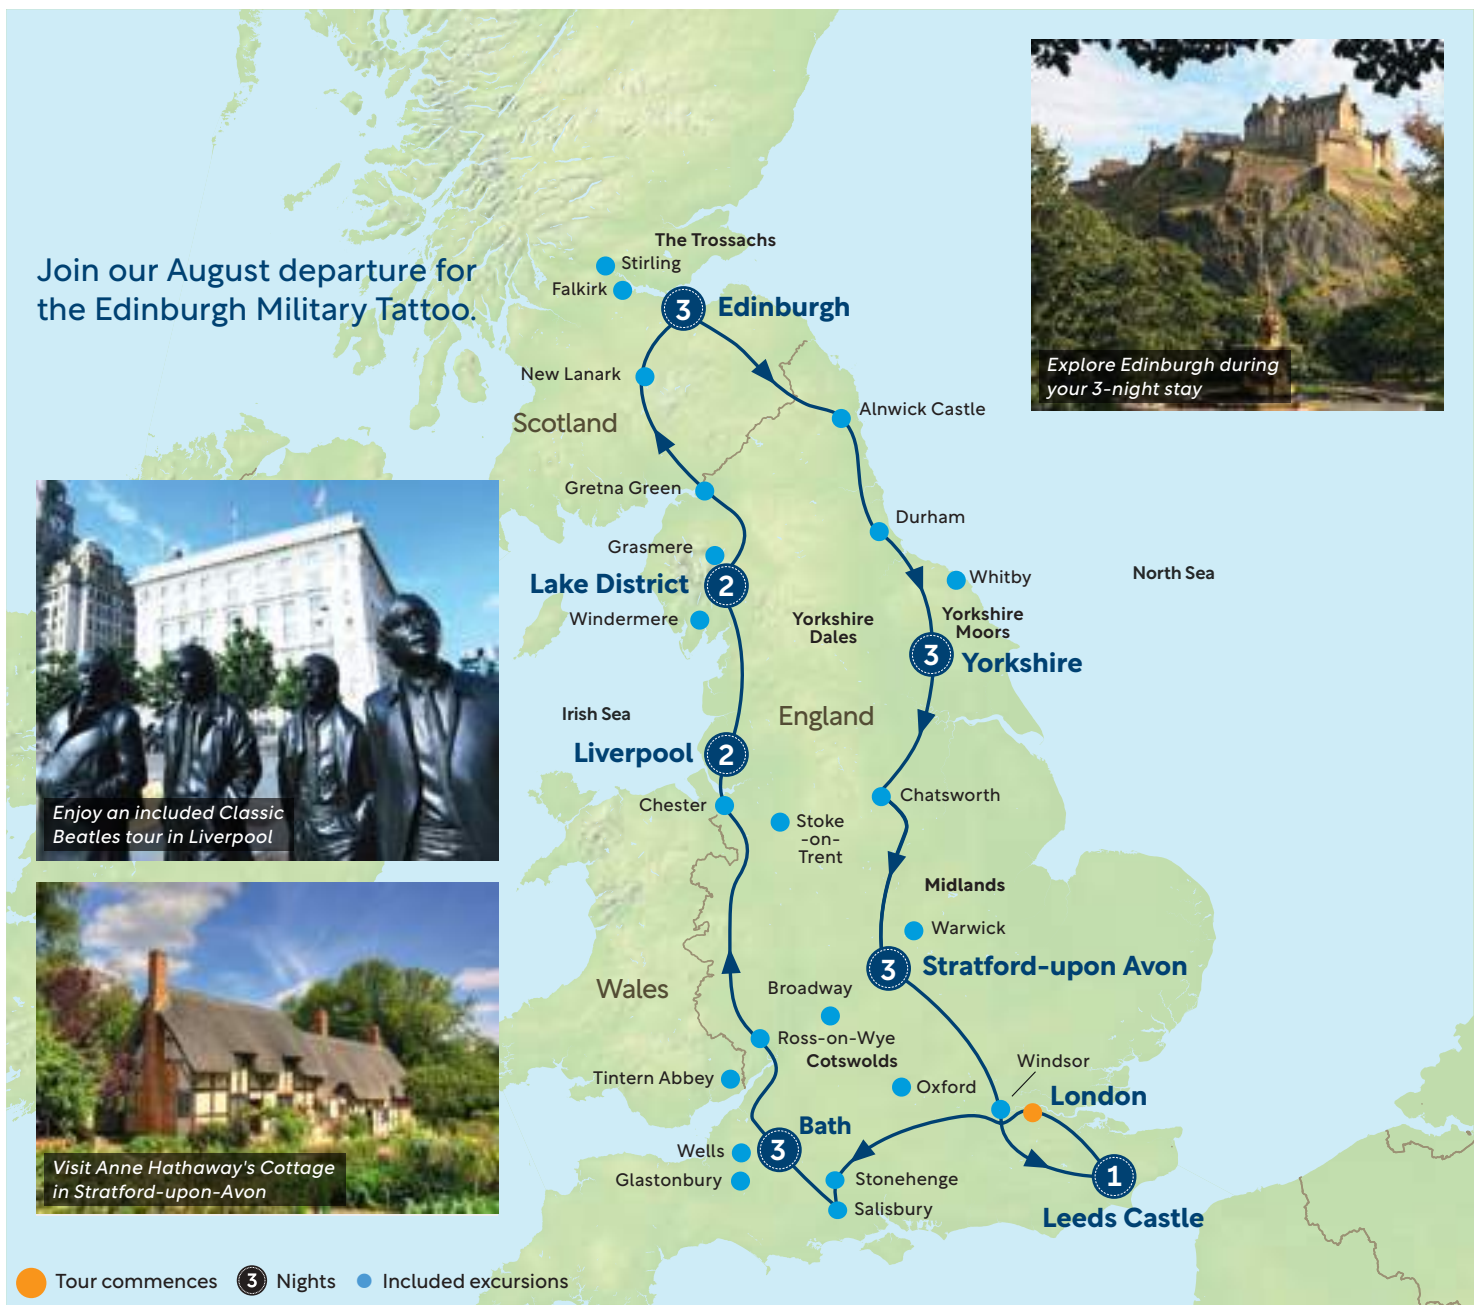 Join our August departure for
the Edinburgh Military Tattoo.
Explore Edinburgh during
your 3-night stay
The Trossachs
Stirling
Falkirk
3
Edinburgh
New Lanark
Scotland
Alnwick Castle
Gretna Green
Durham
Grasmere
Lake District
2
Windermere
Whitby
North Sea
Yorkshire
Dales
Yorkshire
Moors
3
Yorkshire
Irish Sea
England
Liverpool
2
Chester
Chatsworth
Stoke
-on-
Trent
Enjoy an included Classic
Beatles tour in Liverpool
Midlands
Warwick
3
Stratford-upon Avon
Wales
Broadway
Ross-on-Wye
Cotswolds
Windsor
Tintern Abbey
Oxford
London
Bath
3
Wells
Glastonbury
Stonehenge
Salisbury
1
Leeds Castle
Visit Anne Hathaway's Cottage
in Stratford-upon-Avon
Tour commences
3
Nights
Included excursions